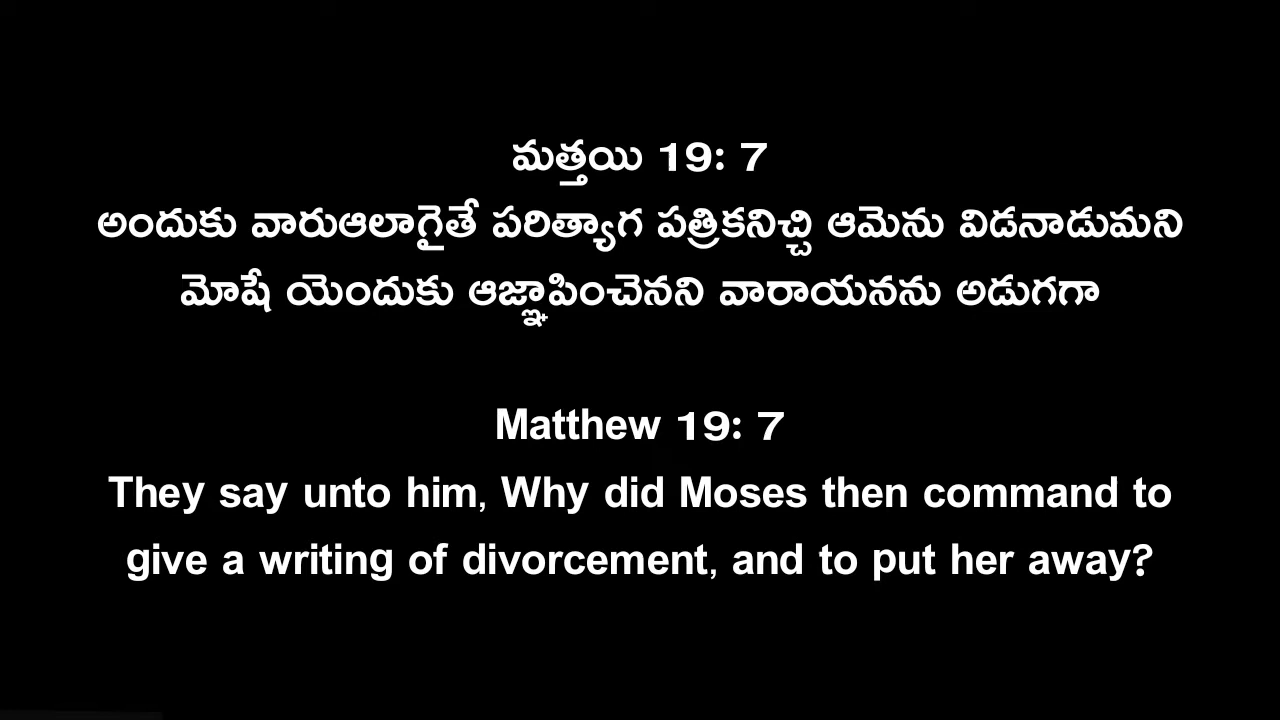 మత్తయి 19: 7
అందుకు వారుఆలాగైతే పరిత్యాగ పత్రికనిచ్చి ఆమెను విడనాడుమని
మోషే యెందుకు ఆజ్ఞాపించెనని వారాయనను అడుగగా
Matthew 19: 7
They say unto him, Why did Moses then command to
give a writing of divorcement, and to put her away?